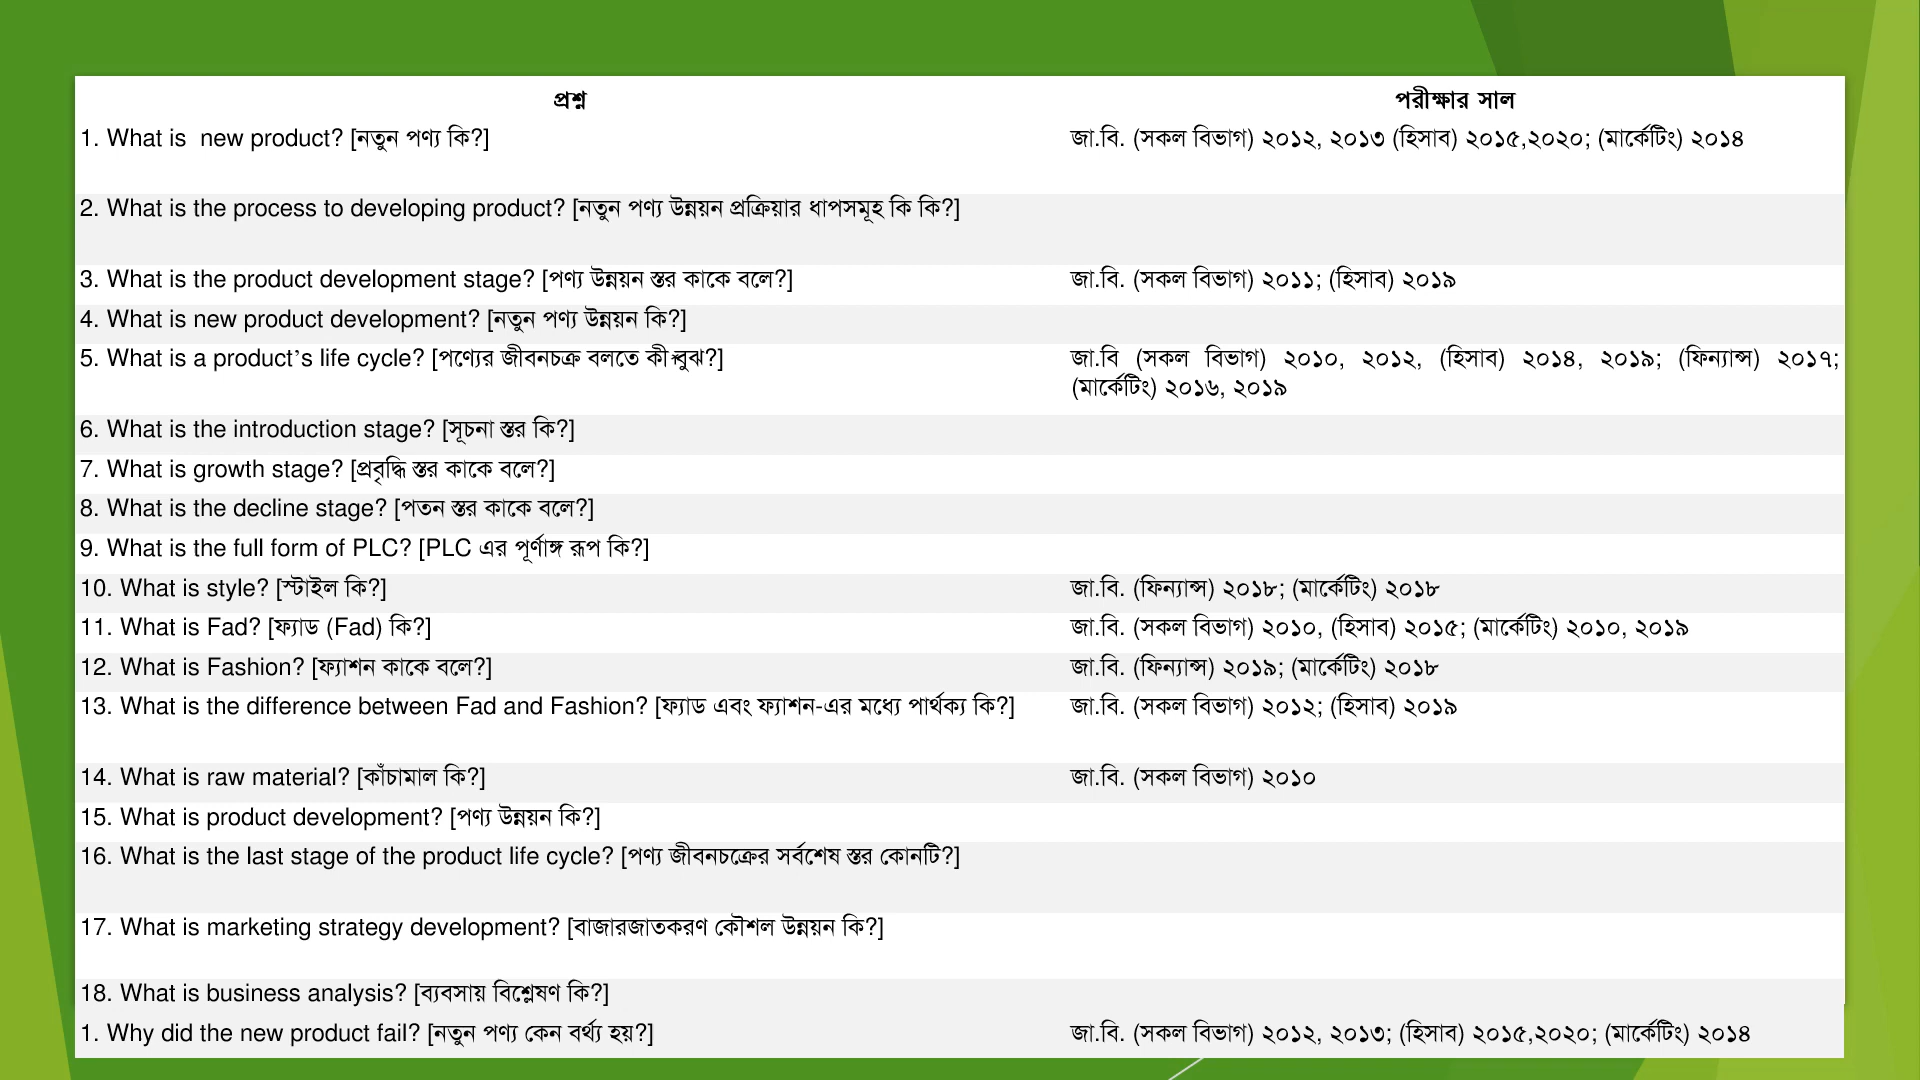 প্রশ্ন পরীক্ষার সাল
1. What is new product? [নতুন পণ্য কি?] জা.বি. (সকল বিভাগ) ২০১২, ২০১৩ (হিসাব) ২০১৫,২০২০; (মার্কেটিং) ২০১৪
2. What is the process to developing product? [নতুন পণ্য উন্নয়ন প্রক্রিয়ার ধাপসমূহ কি কি?]
3. What is the product development stage? [পণ্য উন্নয়ন স্তর কাকে বলে?] জা.বি. (সকল বিভাগ) ২০১১; (হিসাব) ২০১৯
4. What is new product development? [নতুন পণ্য উন্নয়ন কি?]
5. What is a product’s life cycle? [পণ্যের জীবনচক্র বলতে কী বুঝ?] জা.বি (সকল বিভাগ) ২০১০, ২০১২, (হিসাব) ২০১৪, ২০১৯; (ফিন্যান্স) ২০১৭;
(মার্কেটিং) ২০১৬, ২০১৯
6. What is the introduction stage? [সূচনা স্তর কি?]
7. What is growth stage? [প্রবৃদ্ধি স্তর কাকে বলে?]
8. What is the decline stage? [পতন স্তর কাকে বলে?]
9. What is the full form of PLC? [PLC এর পূর্ণাঙ্গ রূপ কি?]
10. What is style? [স্টাইল কি?] জা.বি. (ফিন্যান্স) ২০১৮; (মার্কেটিং) ২০১৮
11. What is Fad? [ফ্যাড (Fad) কি?] জা.বি. (সকল বিভাগ) ২০১০, (হিসাব) ২০১৫; (মার্কেটিং) ২০১০, ২০১৯
12. What is Fashion? [ফ্যাশন কাকে বলে?] জা.বি. (ফিন্যান্স) ২০১৯; (মার্কেটিং) ২০১৮
13. What is the difference between Fad and Fashion? [ফ্যাড এবং ফ্যাশন-এর মধ্যে পার্থক্য কি?] জা.বি. (সকল বিভাগ) ২০১২; (হিসাব) ২০১৯
14. What is raw material? [কাঁচামাল কি?] জা.বি. (সকল বিভাগ) ২০১০
15. What is product development? [পণ্য উন্নয়ন কি?]
16. What is the last stage of the product life cycle? [পণ্য জীবনচক্রের সর্বশেষ স্তর কোনটি?]
17. What is marketing strategy development? [বাজারজাতকরণ কৌশল উন্নয়ন কি?]
18. What is business analysis? [ব্যবসায় বিশ্লেষণ কি?]
1. Why did the new product fail? [নতুন পণ্য কেন বর্থ্য হয়?] জা.বি. (সকল বিভাগ) ২০১২, ২০১৩; (হিসাব) ২০১৫,২০২০; (মার্কেটিং) ২০১৪